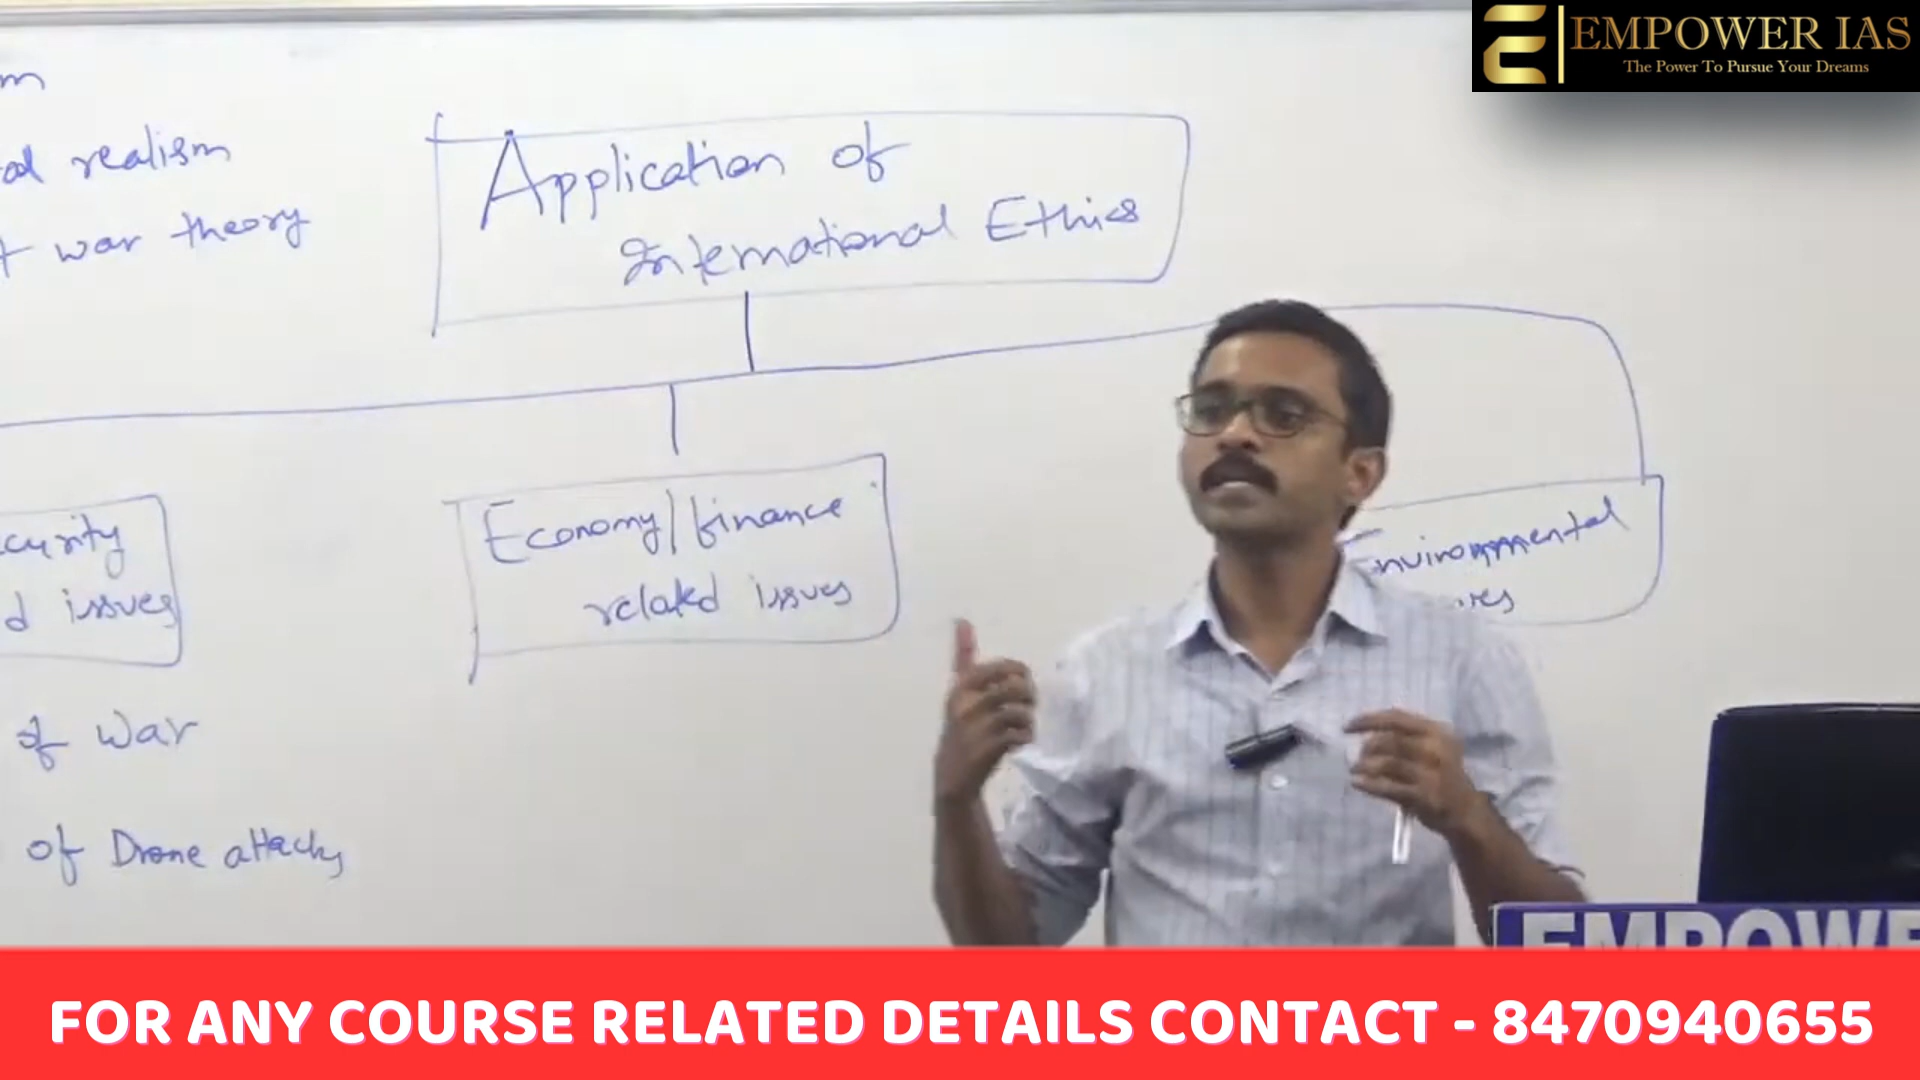 EMPOWER IAS
The Power To Pursue Your Dreams
realism
war theory
Application of
International Ethics
issues
Economy/finance
related issues
Environmental
of war
of Drone attacks
EMPOWE
FOR ANY COURSE RELATED DETAILS CONTACT - 8470940655